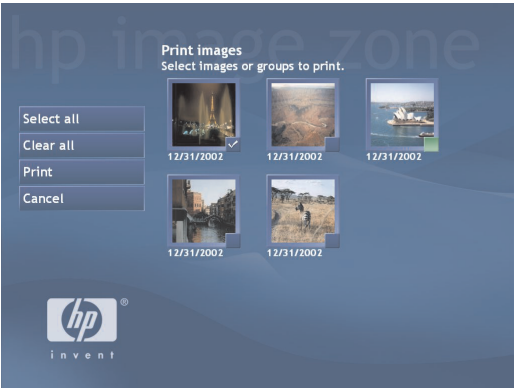 hp image zone
Print images
Select images or groups to print.
Select all
Clear all
Print
Cancel
12/31/2002
12/31/2002
12/31/2002
12/31/2002
12/31/2002
hp ®
invent